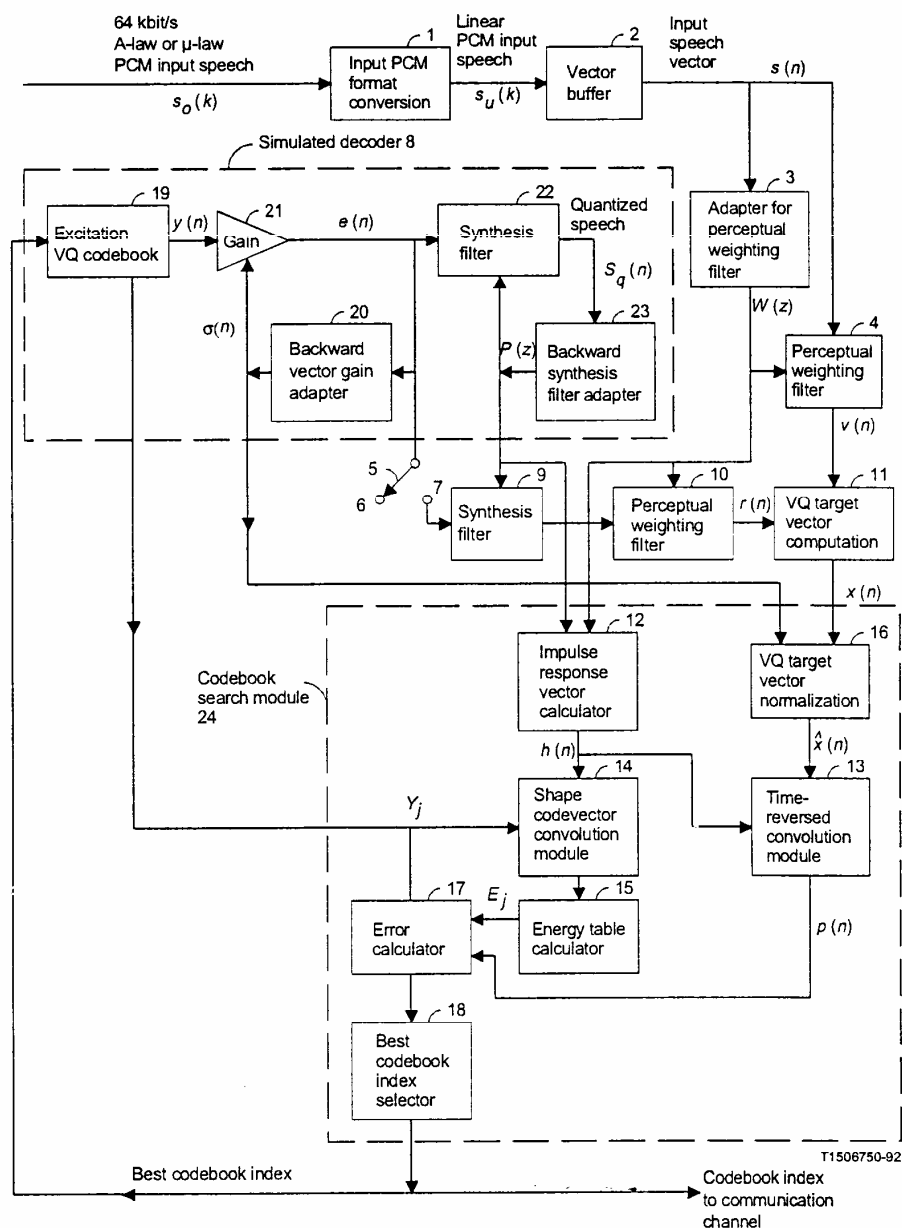 64 kbit/s
A-law or μ-law
PCM input speech
s_o(k)
1
Input PCM
format
conversion
Linear
PCM input
speech
s_u(k)
2
Vector
buffer
Input
speech
vector
s(n)
Simulated decoder 8
19
Excitation
VQ codebook
y(n)
21
Gain
e(n)
22
Synthesis
filter
Quantized
speech
S_q(n)
3
Adapter for
perceptual
weighting
filter
W(z)
σ(n)
20
Backward
vector gain
adapter
P(z)
23
Backward
synthesis
filter adapter
4
Perceptual
weighting
filter
v(n)
5
6
7
9
Synthesis
filter
10
Perceptual
weighting
filter
r(n)
11
VQ target
vector
computation
x(n)
Codebook
search module
24
12
Impulse
response
vector
calculator
h(n)
16
VQ target
vector
normalization
x̂(n)
14
Shape
codevector
convolution
module
13
Time-
reversed
convolution
module
Y_j
17
Error
calculator
E_j
15
Energy table
calculator
p(n)
18
Best
codebook
index
selector
T1506750-92
Best codebook index
Codebook index
to communication
channel